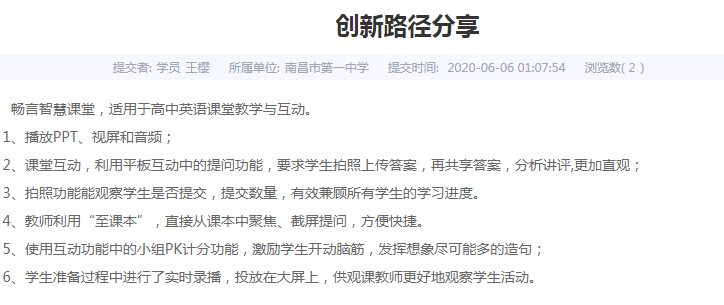 创新路径分享
提交者: 学员 王樱 所属单位: 南昌市第一中学 提交时间: 2020-06-06 01:07:54 浏览数( 2 )
畅言智慧课堂，适用于高中英语课堂教学与互动。
1、播放PPT、视屏和音频；
2、课堂互动，利用平板互动中的提问功能，要求学生拍照上传答案，再共享答案，分析讲评,更加直观；
3、拍照功能能观察学生是否提交，提交数量，有效兼顾所有学生的学习进度。
4、教师利用“至课本”，直接从课本中聚焦、截屏提问，方便快捷。
5、使用互动功能中的小组PK计分功能，激励学生开动脑筋，发挥想象尽可能多的造句；
6、学生准备过程中进行了实时录播，投放在大屏上，供观课教师更好地观察学生活动。